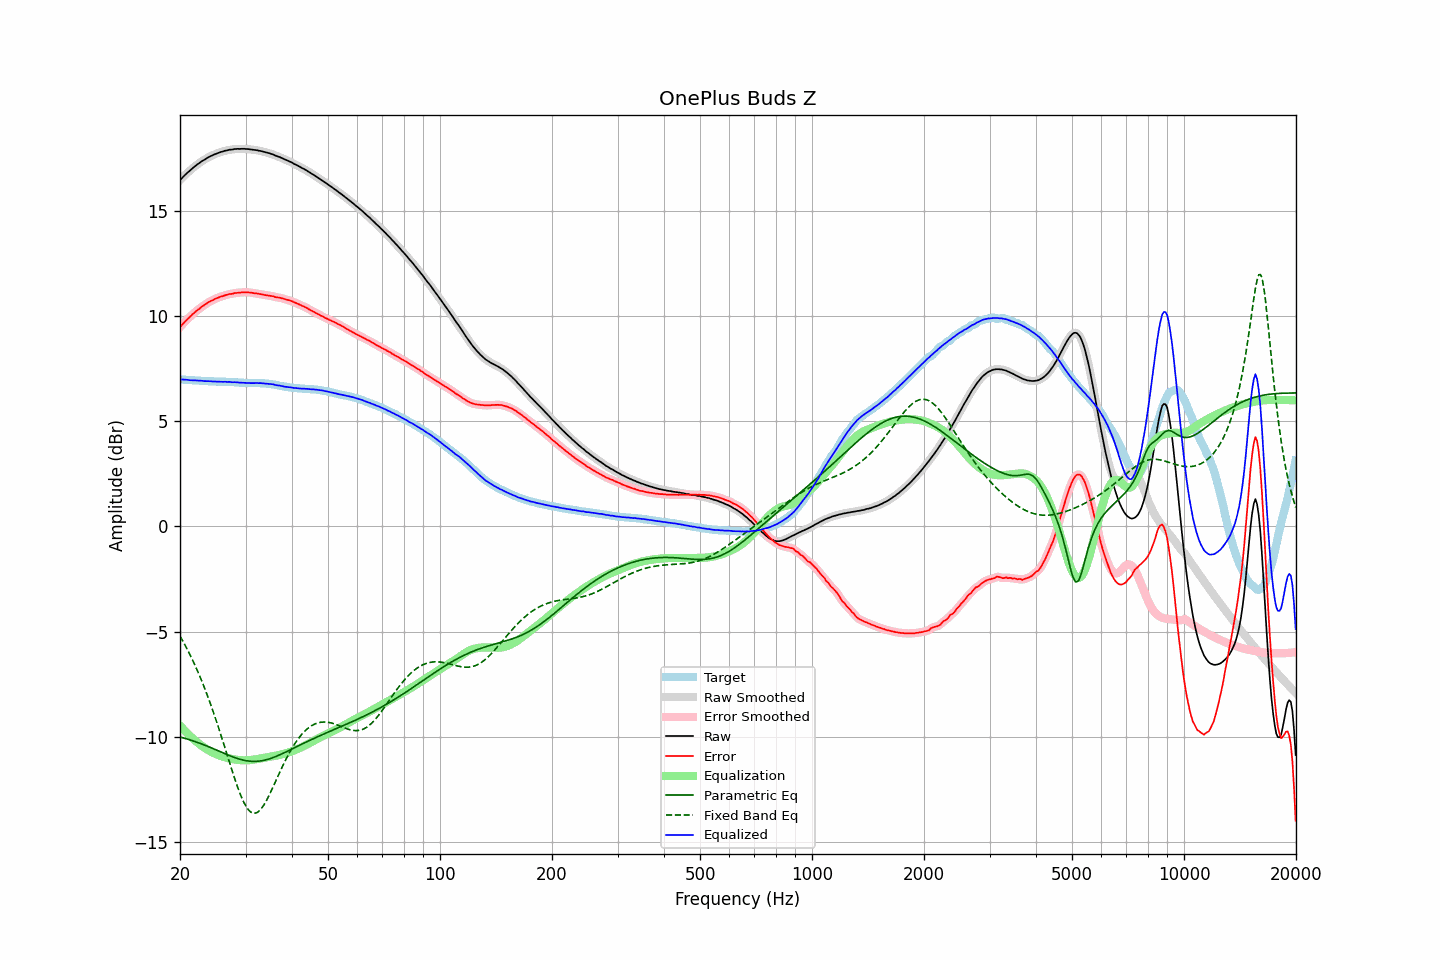 OnePlus Buds Z
Amplitude (dBr)
15
10
5
0
−5
−10
−15
Target
Raw Smoothed
Error Smoothed
Raw
Error
Equalization
Parametric Eq
Fixed Band Eq
Equalized
20 50 100 200 500 1000 2000 5000 10000 20000
Frequency (Hz)